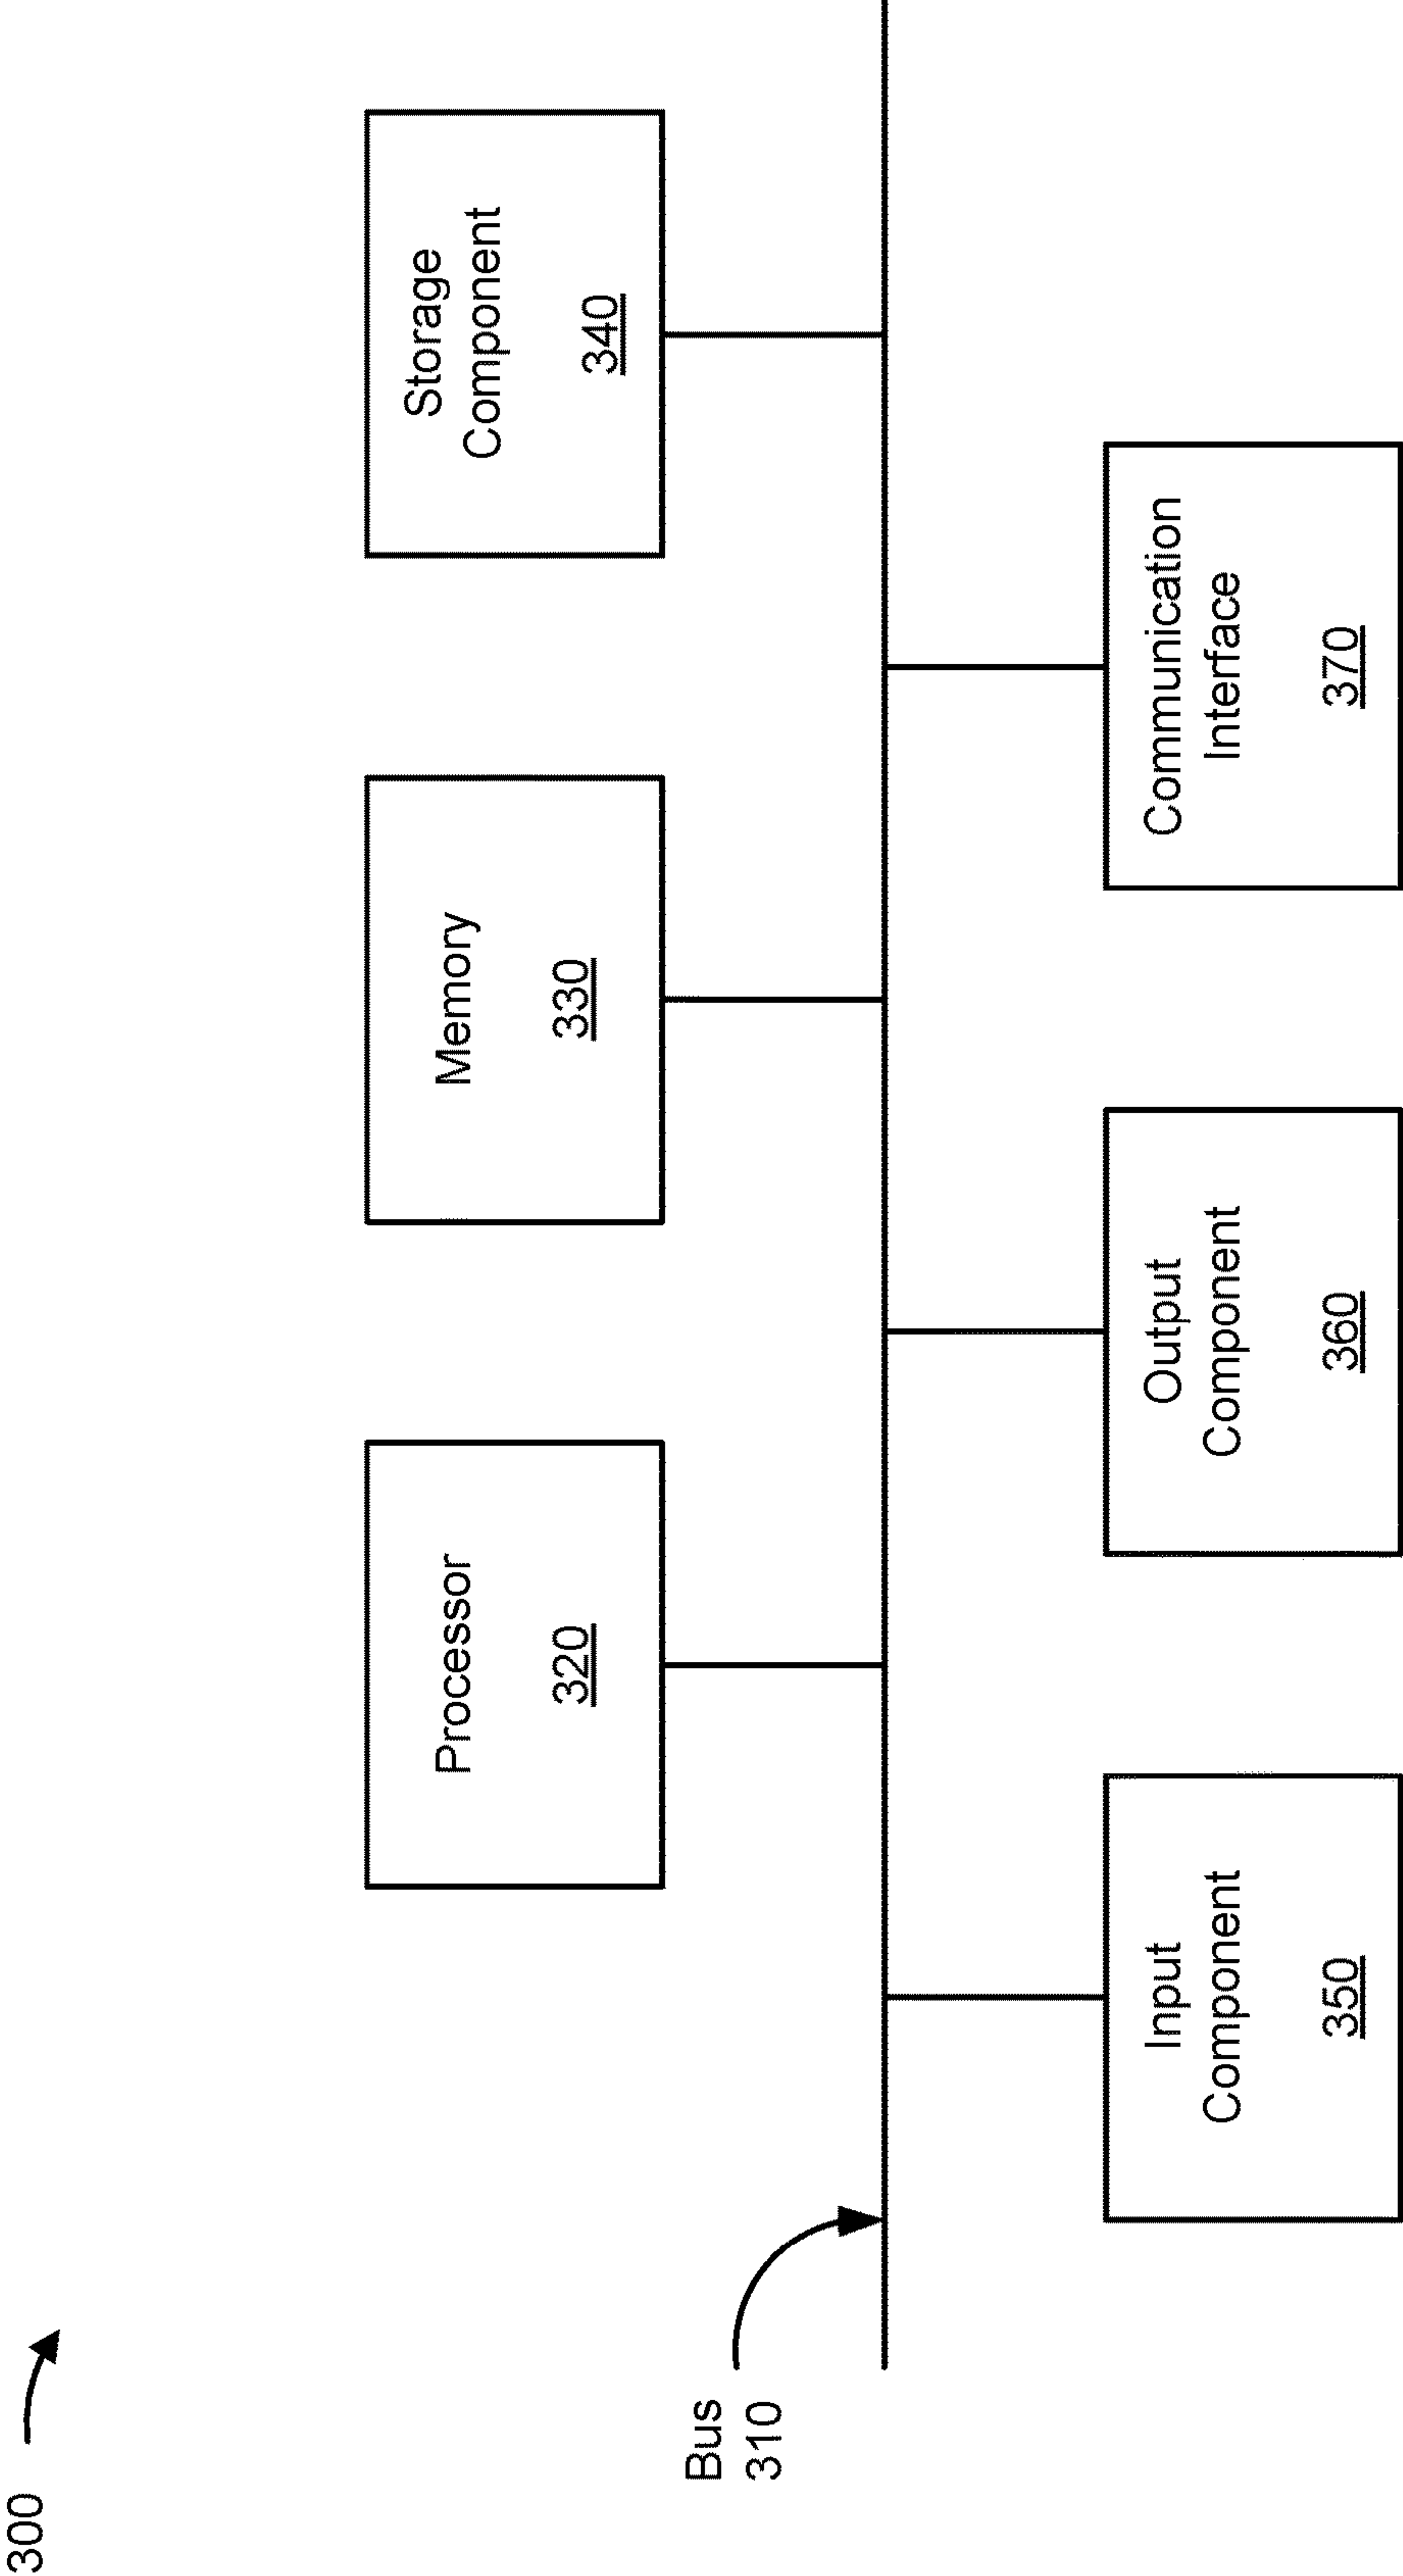 300
Bus
310
Processor
320
Memory
330
Storage
Component
340
Input
Component
350
Output
Component
360
Communication
Interface
370